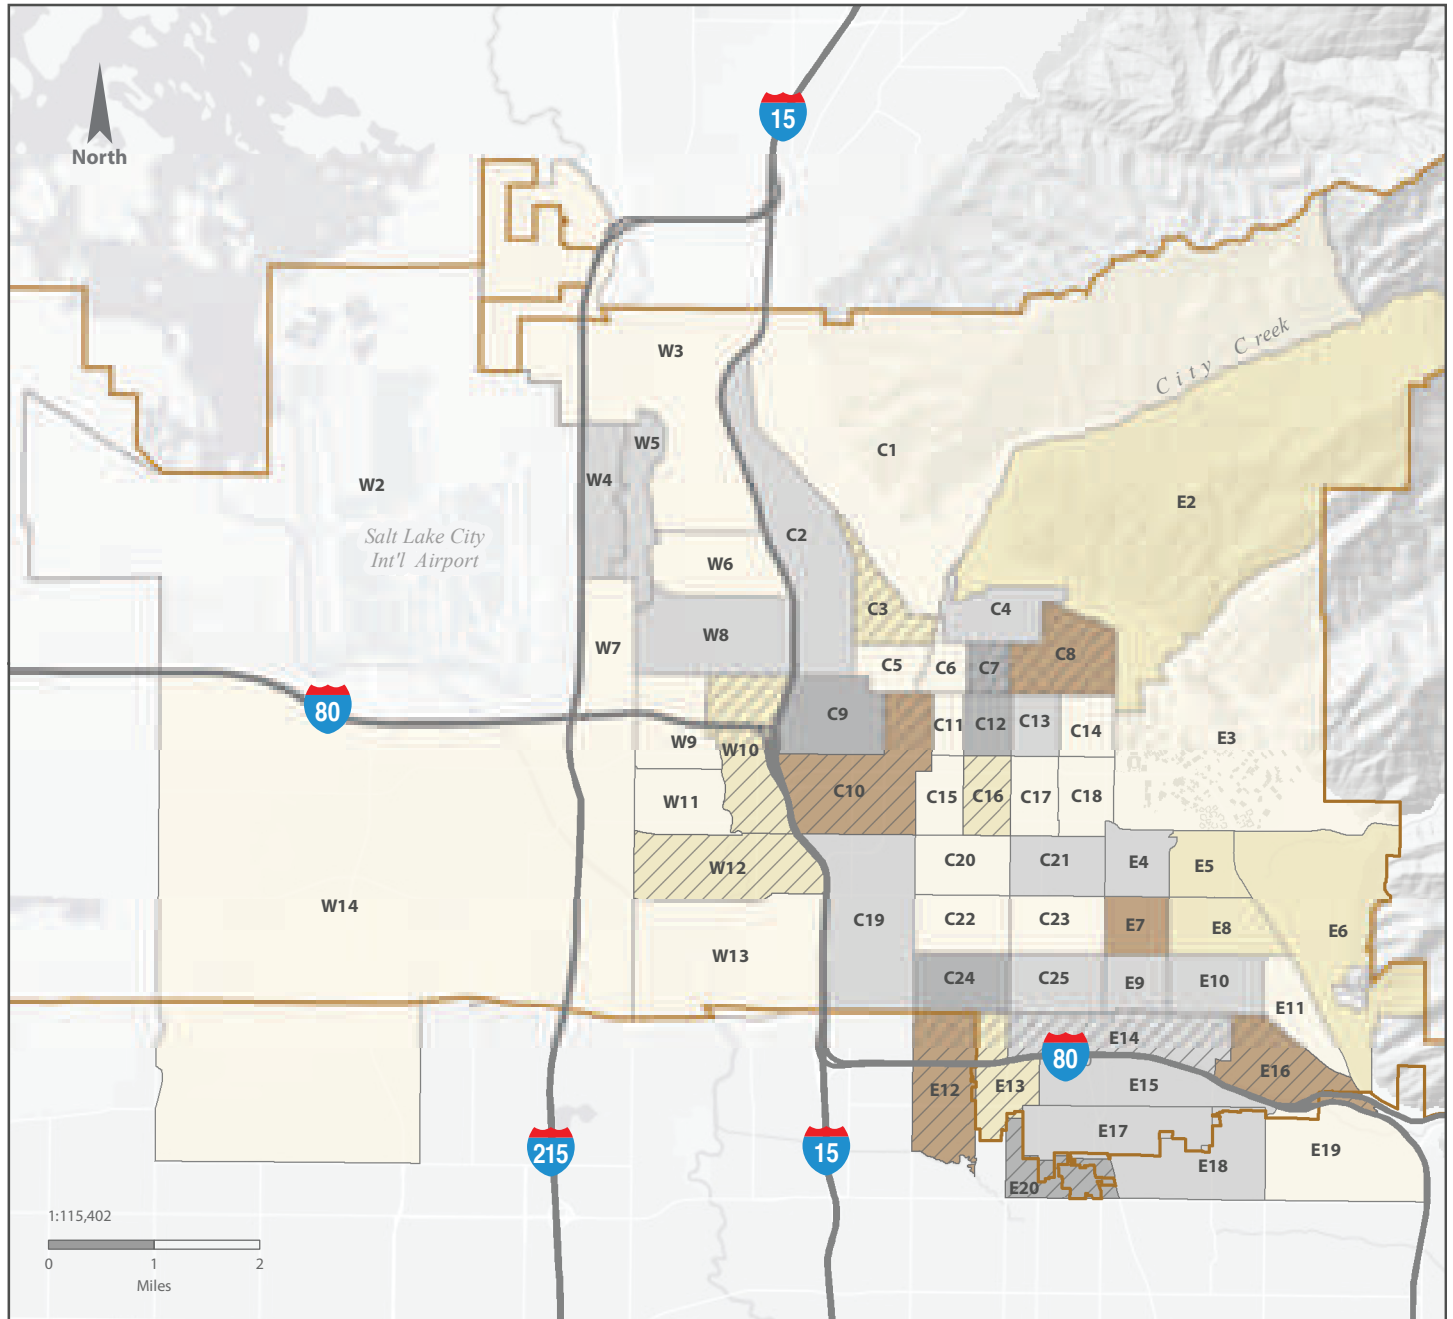 15
North
W3
City Creek
W5
C1
W4
W2
E2
Salt Lake City
Int'l Airport
C2
W6
C3
C4
W8
W7
C5
C6
C7
C8
80
C9
C11
C12
C13
C14
E3
W9
W10
C10
C15
C16
C17
C18
W11
C20
C21
E4
E5
W12
W14
C19
C22
C23
E7
E8
E6
W13
C24
C25
E9
E10
E11
E14
80
E12
E13
E15
E16
E17
215
15
E18
E19
E20
1:115,402
0
1
2
Miles